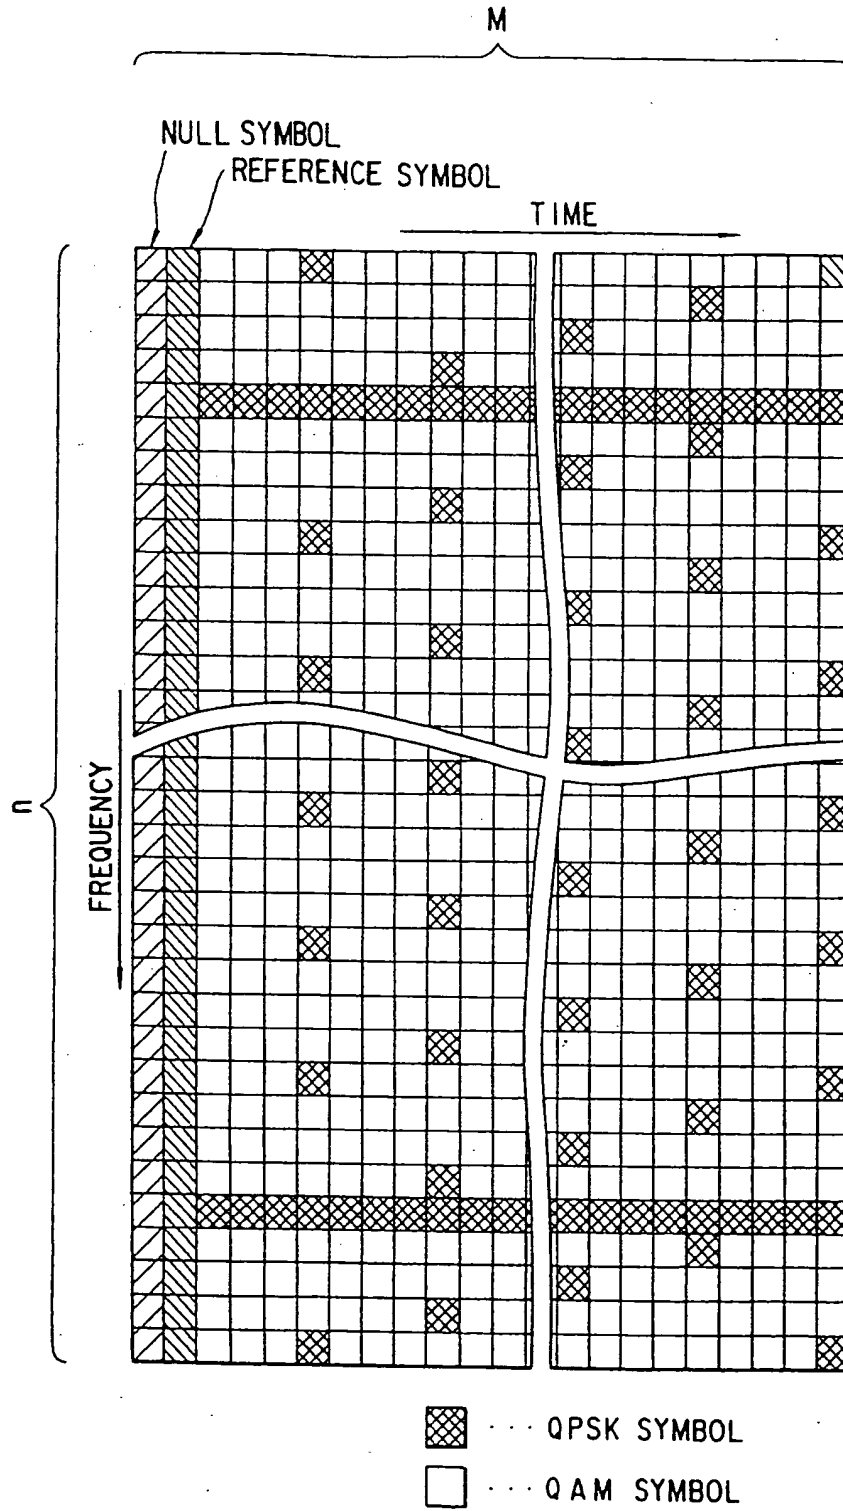 M
NULL SYMBOL
REFERENCE SYMBOL
TIME
n
FREQUENCY
··· QPSK SYMBOL
··· QAM SYMBOL